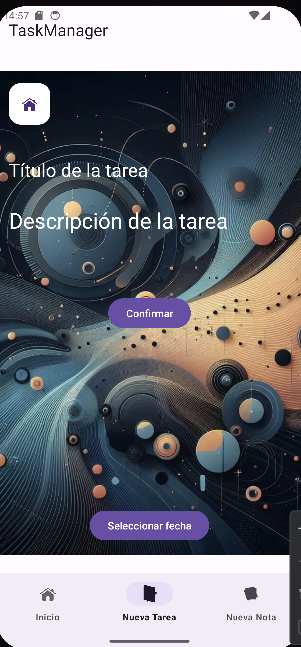 14:57
TaskManager
Título de la tarea
Descripción de la tarea
Confirmar
Seleccionar fecha
Inicio
Nueva Tarea
Nueva Nota